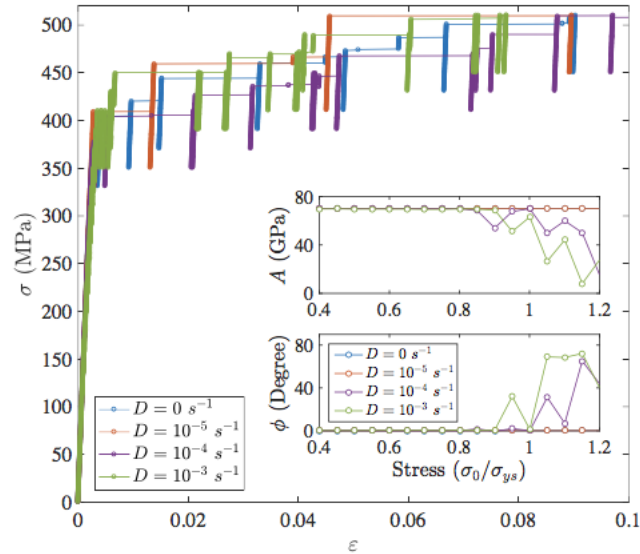 500
450
400
350
300
250
200
150
100
50
0
σ (MPa)
0
0.02
0.04
0.06
0.08
0.1
ε
D = 0 s⁻¹
D = 10⁻⁵ s⁻¹
D = 10⁻⁴ s⁻¹
D = 10⁻³ s⁻¹
80
40
0
A (GPa)
0.4 0.6 0.8 1 1.2
80
40
0
ϕ (Degree)
D = 0 s⁻¹
D = 10⁻⁵ s⁻¹
D = 10⁻⁴ s⁻¹
D = 10⁻³ s⁻¹
0.4 0.6 0.8 1 1.2
Stress (σ₀/σ_ys)